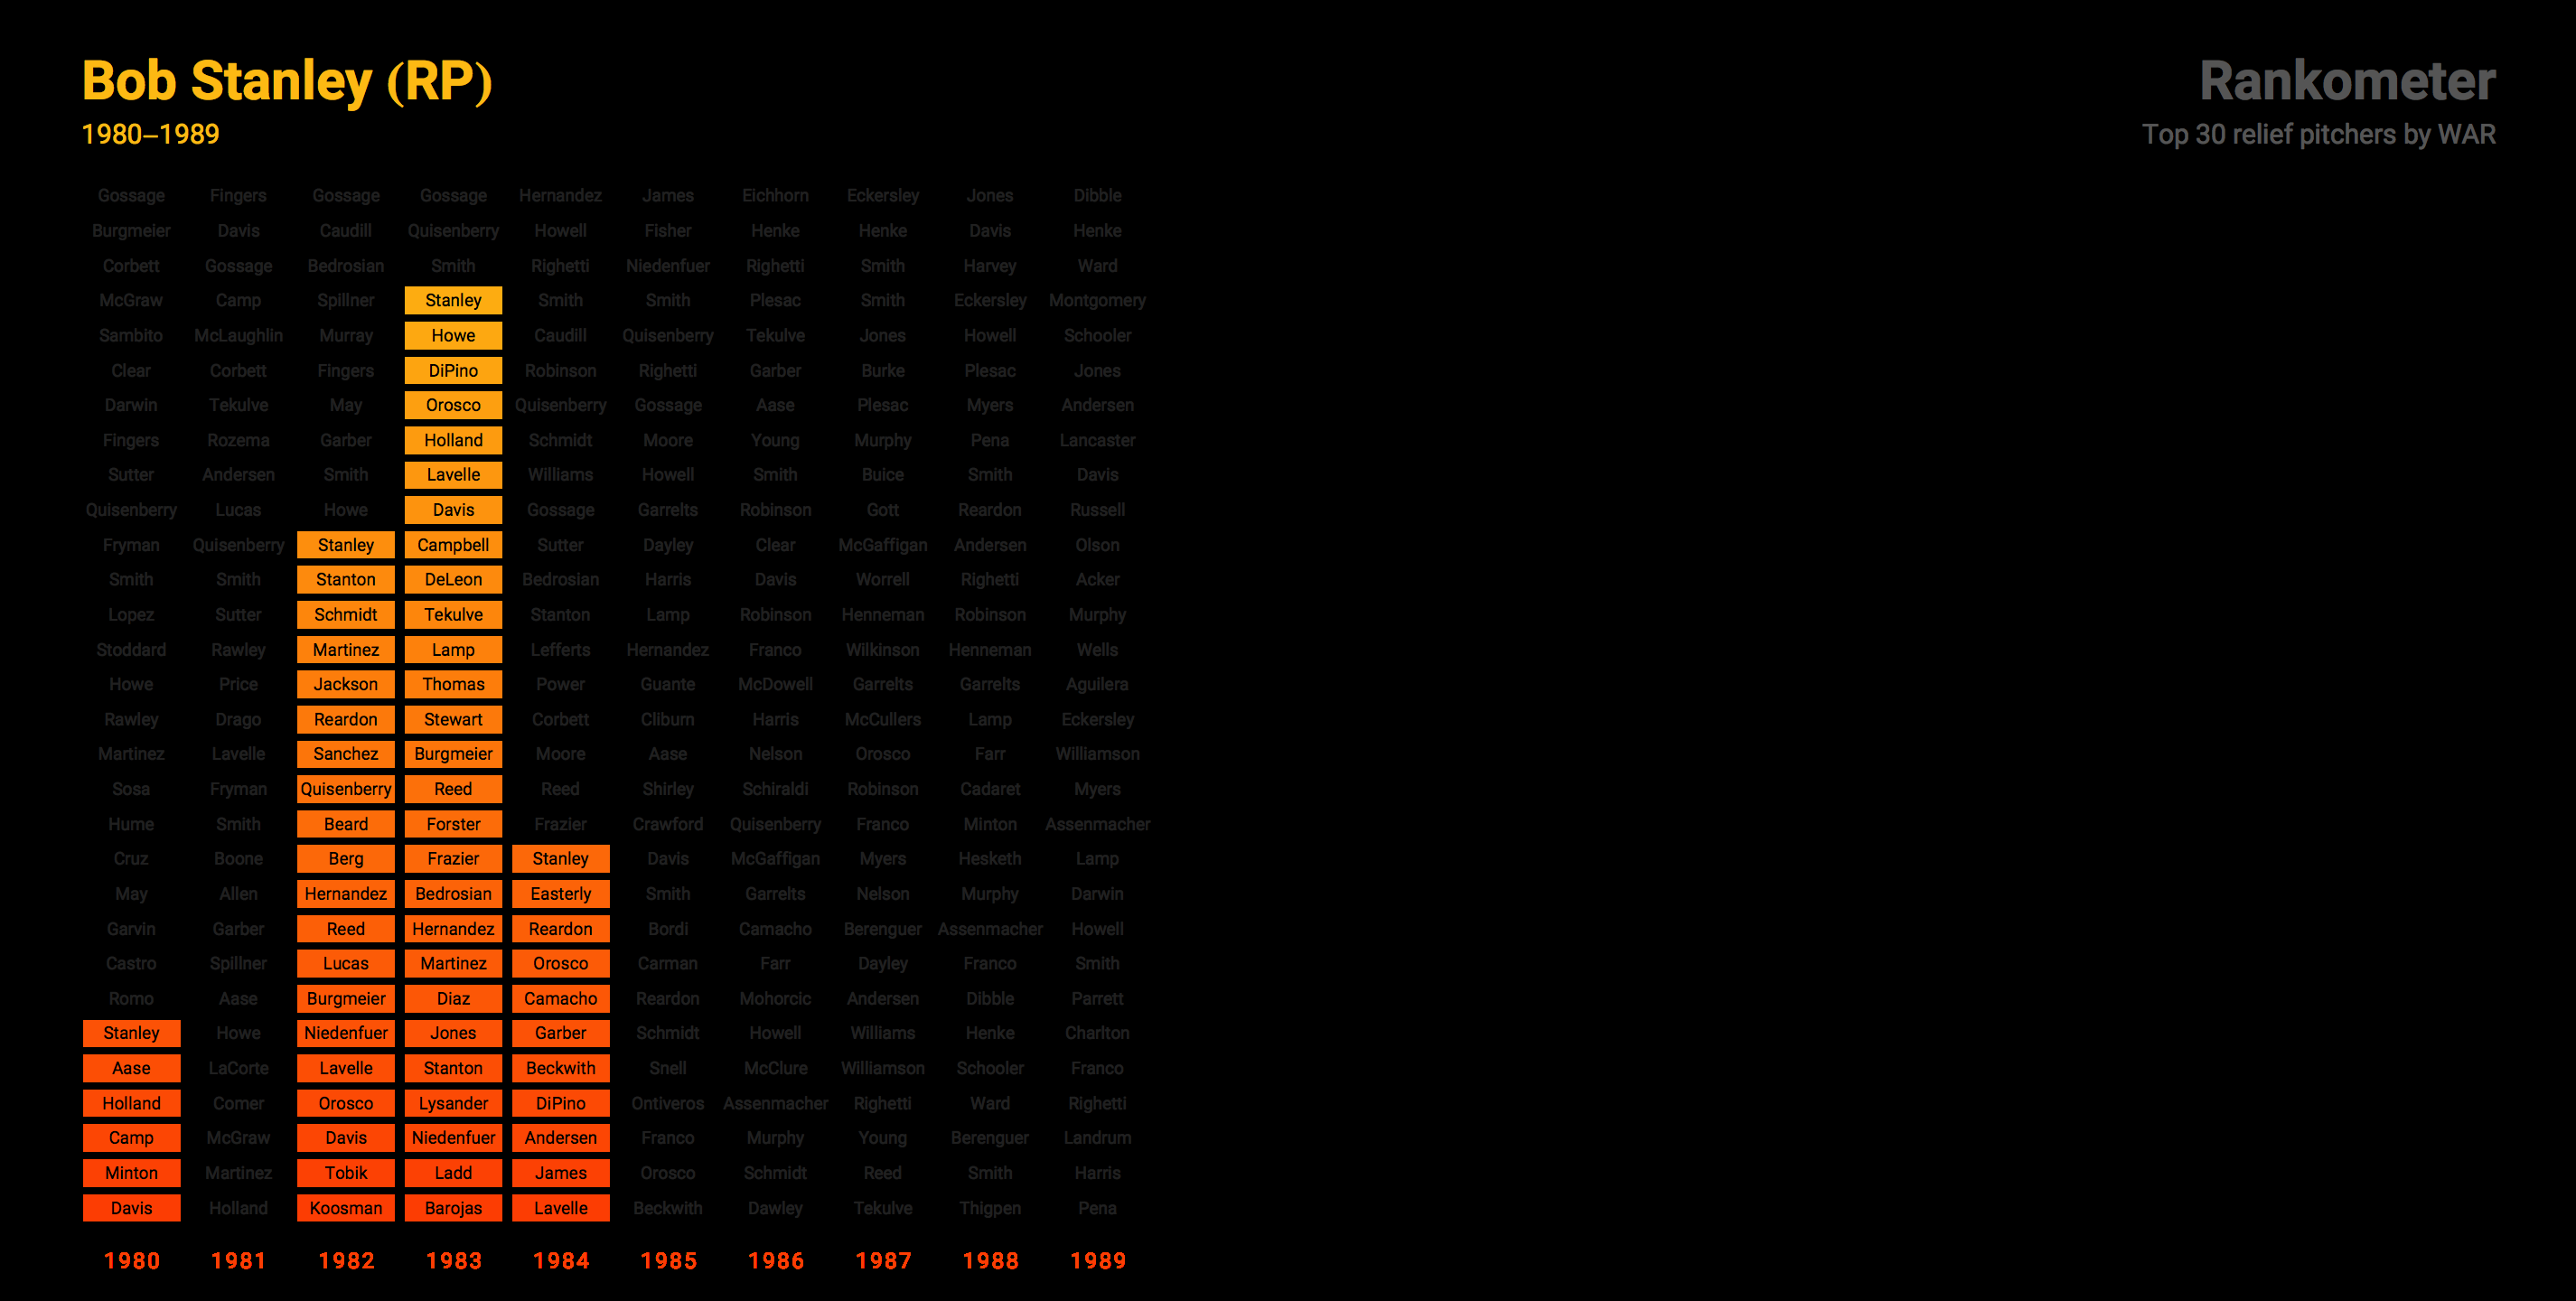 Bob Stanley (RP)
1980–1989
Rankometer
Top 30 relief pitchers by WAR
Gossage Fingers Gossage Gossage Hernandez James Eichhorn Eckersley Jones Dibble
Burgmeier Davis Caudill Quisenberry Howell Fisher Henke Henke Davis Henke
Corbett Gossage Bedrosian Smith Righetti Niedenfuer Righetti Smith Harvey Ward
McGraw Camp Spillner Stanley Smith Smith Plesac Smith Eckersley Montgomery
Sambito McLaughlin Murray Howe Caudill Quisenberry Tekulve Jones Howell Schooler
Clear Corbett Fingers DiPino Robinson Righetti Garber Burke Plesac Jones
Darwin Tekulve May Orosco Quisenberry Gossage Aase Plesac Myers Andersen
Fingers Rozema Garber Holland Schmidt Moore Young Murphy Pena Lancaster
Sutter Andersen Smith Lavelle Williams Howell Smith Buice Smith Davis
Quisenberry Lucas Howe Davis Gossage Garrelts Robinson Gott Reardon Russell
Fryman Quisenberry Stanley Campbell Sutter Dayley Clear McGaffigan Andersen Olson
Smith Smith Stanton DeLeon Bedrosian Harris Davis Worrell Righetti Acker
Lopez Sutter Schmidt Tekulve Stanton Lamp Robinson Henneman Robinson Murphy
Stoddard Rawley Martinez Lamp Lefferts Hernandez Franco Wilkinson Henneman Wells
Howe Price Jackson Thomas Power Guante McDowell Garrelts Garrelts Aguilera
Rawley Drago Reardon Stewart Corbett Cliburn Harris McCullers Lamp Eckersley
Martinez Lavelle Sanchez Burgmeier Moore Aase Nelson Orosco Farr Williamson
Sosa Fryman Quisenberry Reed Reed Shirley Schiraldi Robinson Cadaret Myers
Hume Smith Beard Forster Frazier Crawford Quisenberry Franco Minton Assenmacher
Cruz Boone Berg Frazier Stanley Davis McGaffigan Myers Hesketh Lamp
May Allen Hernandez Bedrosian Easterly Smith Garrelts Nelson Murphy Darwin
Garvin Garber Reed Hernandez Reardon Bordi Camacho Berenguer Assenmacher Howell
Castro Spillner Lucas Martinez Orosco Carman Farr Dayley Franco Smith
Romo Aase Burgmeier Diaz Camacho Reardon Mohorcic Andersen Dibble Parrett
Stanley Howe Niedenfuer Jones Garber Schmidt Howell Williams Henke Charlton
Aase LaCorte Lavelle Stanton Beckwith Snell McClure Williamson Schooler Franco
Holland Comer Orosco Lysander DiPino Ontiveros Assenmacher Righetti Ward Righetti
Camp McGraw Davis Niedenfuer Andersen Franco Murphy Young Berenguer Landrum
Minton Martinez Tobik Ladd James Orosco Schmidt Reed Smith Harris
Davis Holland Koosman Barojas Lavelle Beckwith Dawley Tekulve Thigpen Pena
1980 1981 1982 1983 1984 1985 1986 1987 1988 1989